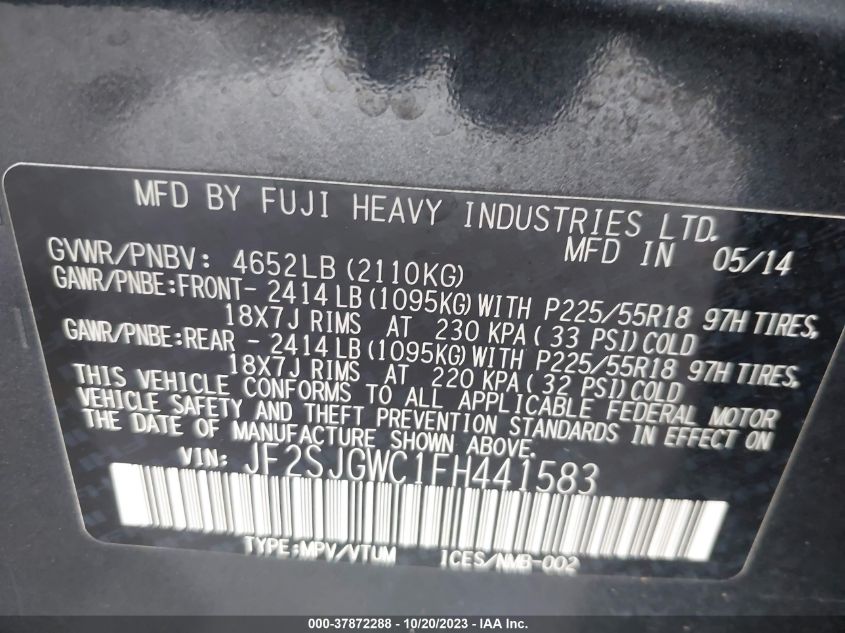 MFD BY FUJI HEAVY INDUSTRIES LTD.
MFD IN 05/14
GVWR/PNBV: 4652LB (2110KG)
GAWR/PNBE:FRONT- 2414 LB (1095KG) WITH P225/55R18 97H TIRES,
18X7J RIMS AT 230 KPA ( 33 PSI) COLD
GAWR/PNBE:REAR - 2414 LB (1095KG) WITH P225/55R18 97H TIRES,
18X7J RIMS AT 220 KPA ( 32 PSI) COLD
THIS VEHICLE CONFORMS TO ALL APPLICABLE FEDERAL MOTOR
VEHICLE SAFETY AND THEFT PREVENTION STANDARDS IN EFFECT ON
THE DATE OF MANUFACTURE SHOWN ABOVE.
VIN: JF2SJGWC1FH441583
TYPE:MPV/VTUM ICES/NMB-002
000-37872288 - 10/20/2023 - IAA Inc.